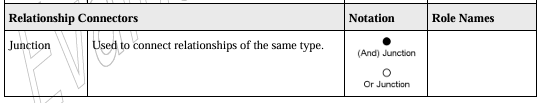 Relationship Connectors Notation Role Names
Junction Used to connect relationships of the same type.
(And) Junction
Or Junction